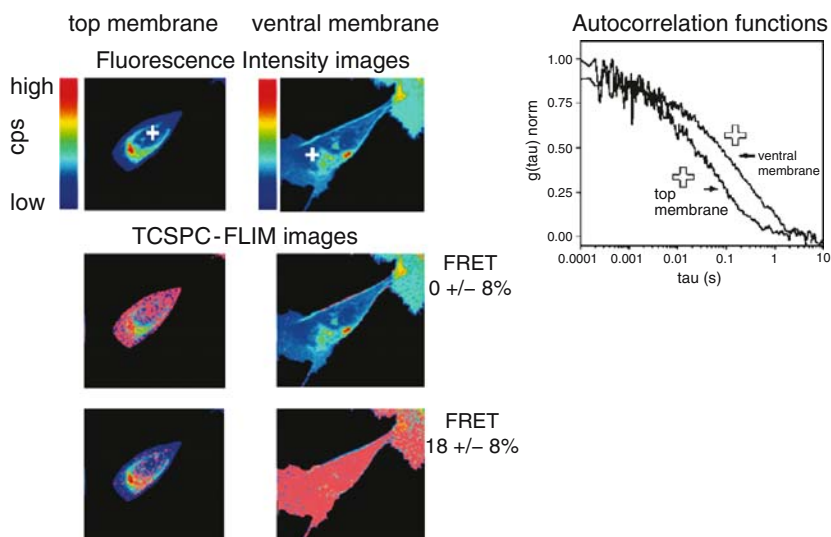 top membrane
ventral membrane
Fluorescence Intensity images
high
cps
low
TCSPC-FLIM images
FRET
0 +/– 8%
FRET
18 +/– 8%
Autocorrelation functions
g(tau) norm
1.00
0.75
0.50
0.25
0.00
ventral
membrane
top
membrane
0.0001
0.001
0.01
0.1
1
10
tau (s)